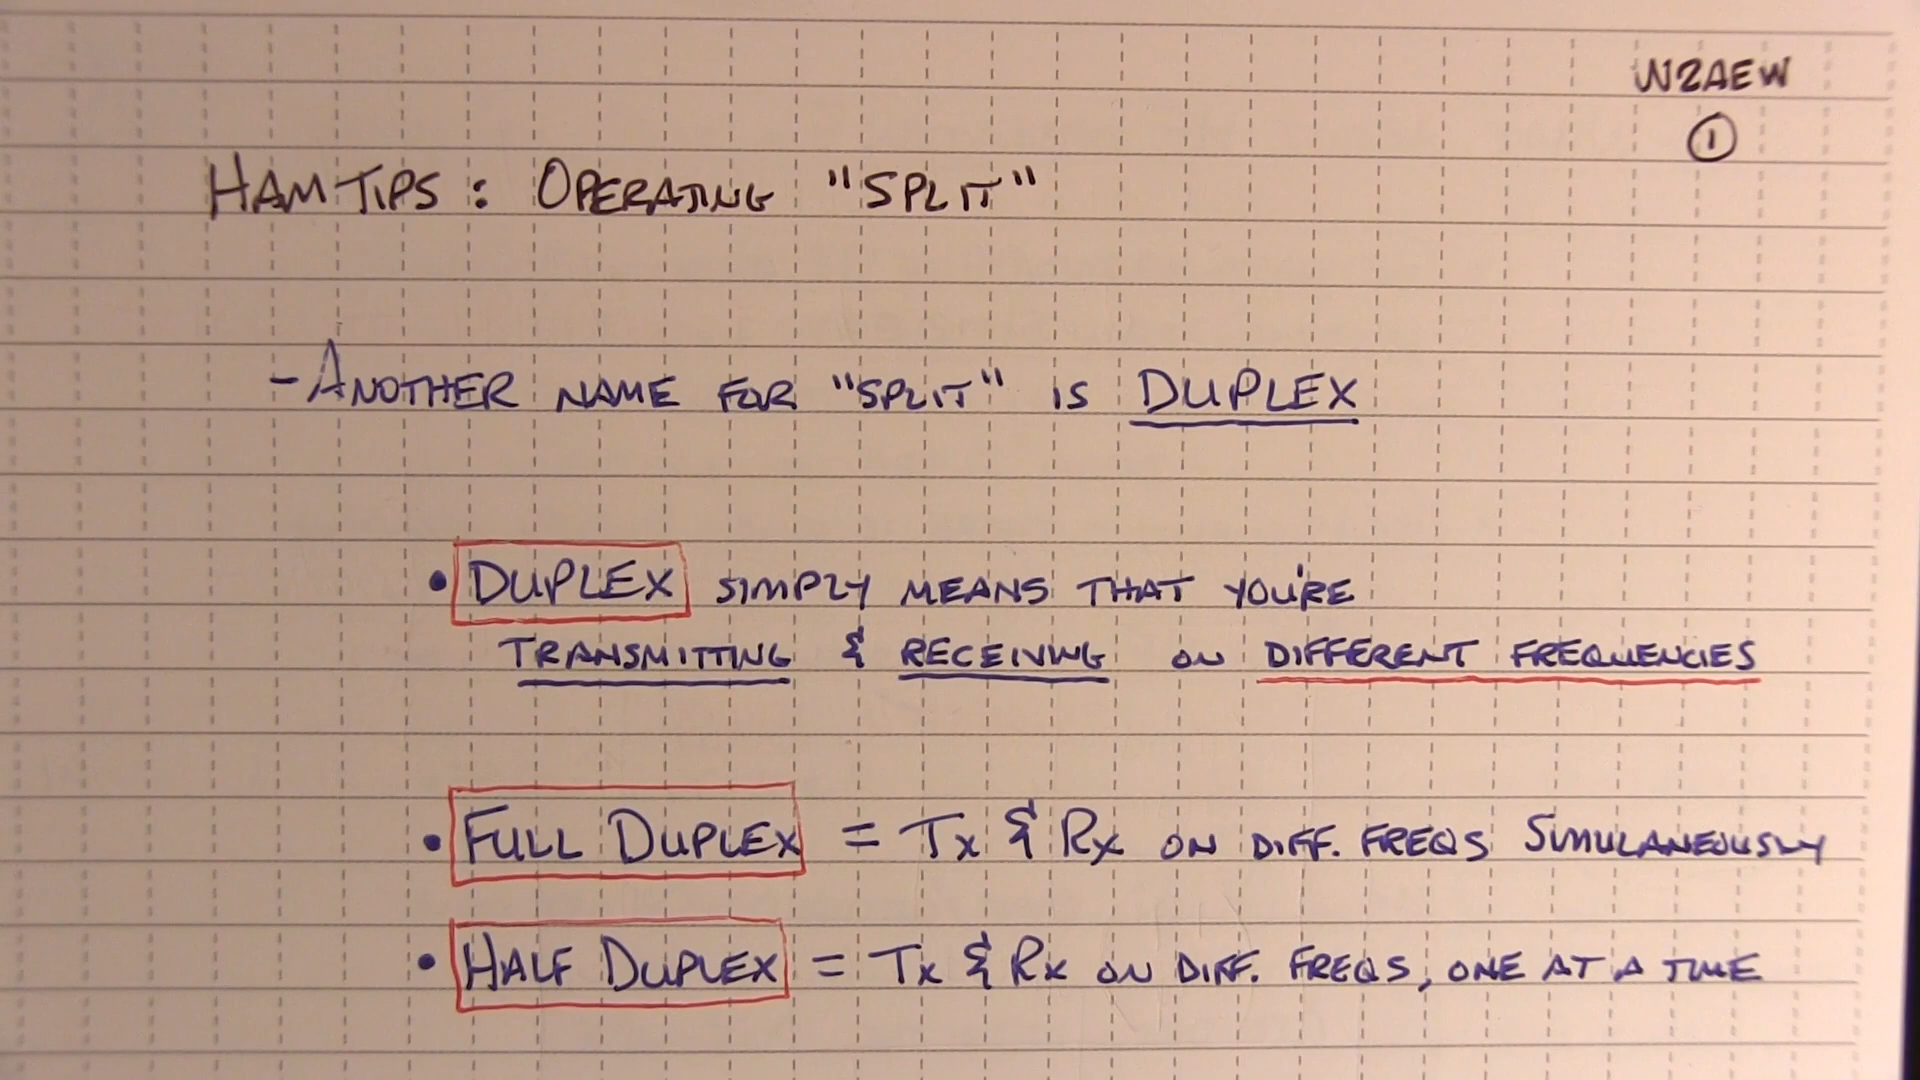 W2AEW
1
HAM TIPS: OPERATING "SPLIT"
- ANOTHER NAME FOR "SPLIT" IS DUPLEX
• DUPLEX SIMPLY MEANS THAT YOU'RE
TRANSMITTING & RECEIVING ON DIFFERENT FREQUENCIES
• FULL DUPLEX = Tx & Rx ON DIFF. FREQS SIMULANEOUSLY
• HALF DUPLEX = Tx & Rx ON DIFF. FREQS, ONE AT A TIME